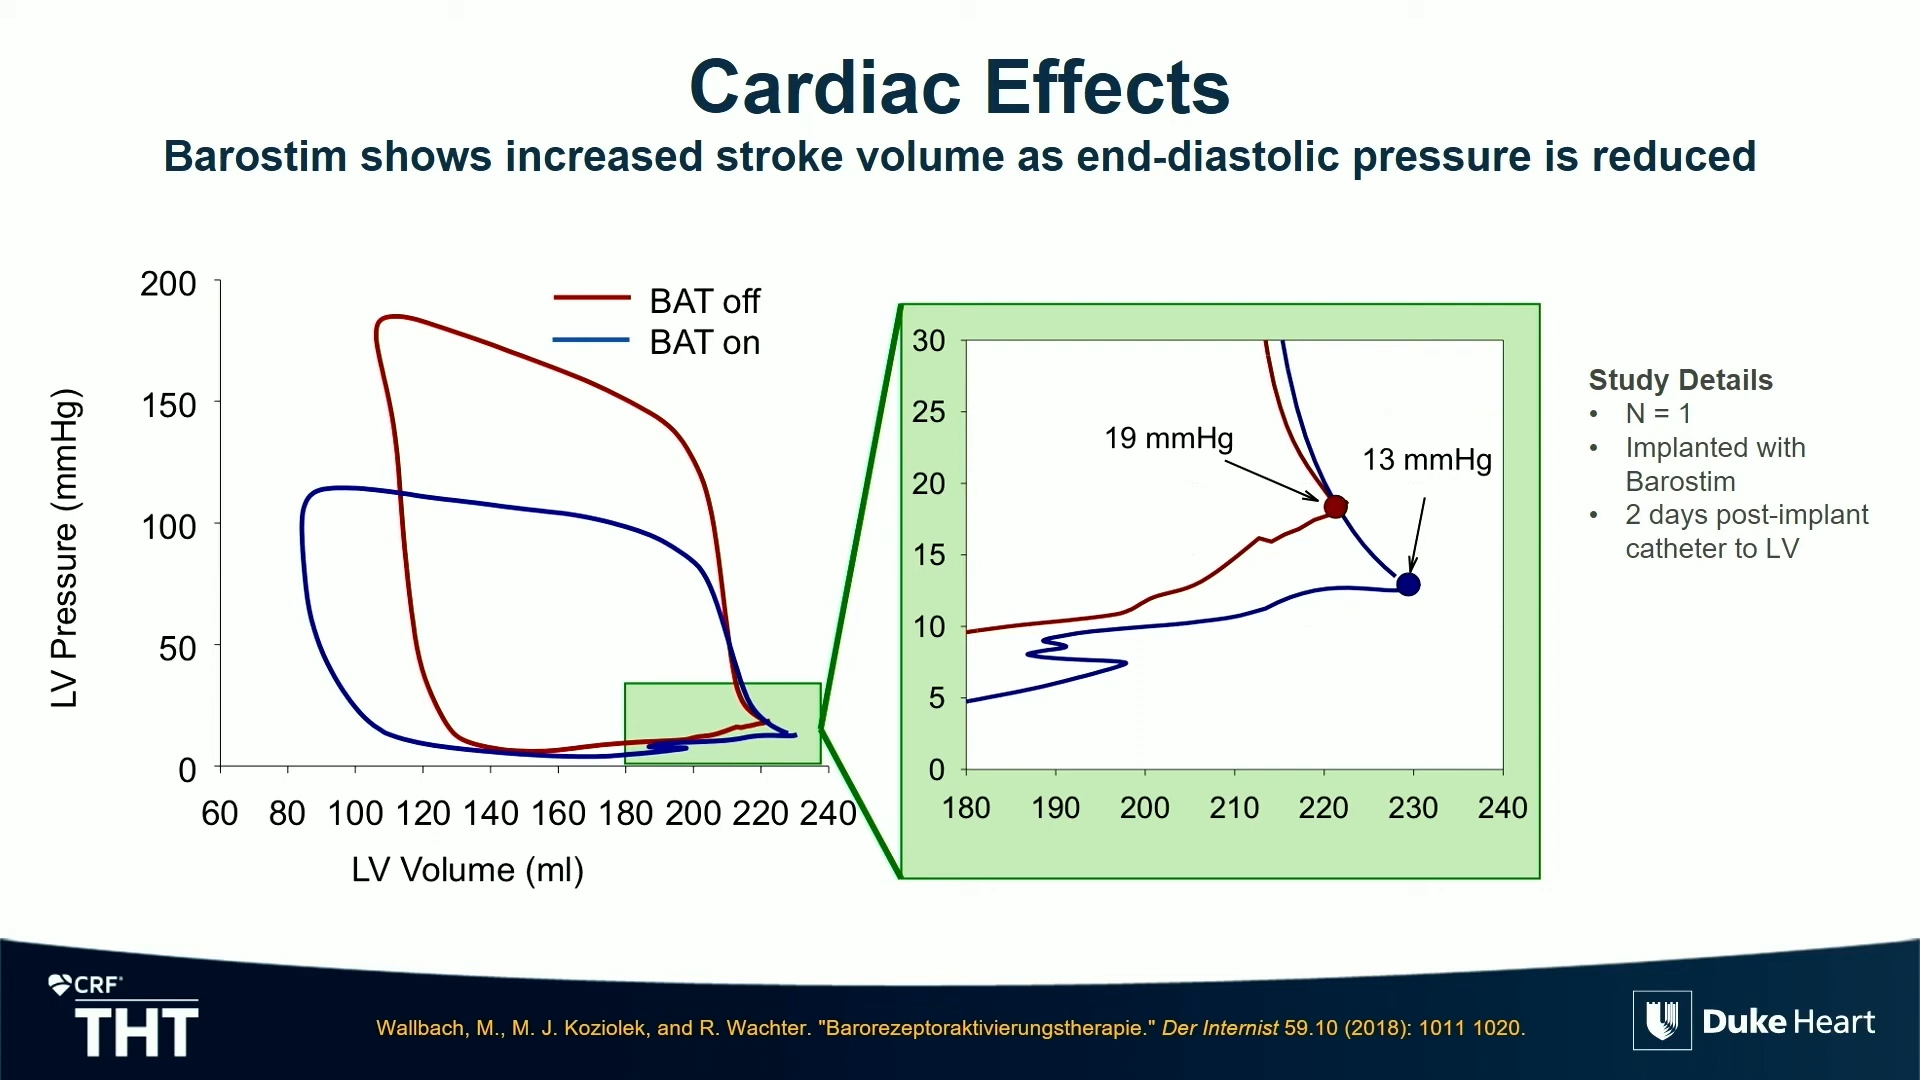 Cardiac Effects
Barostim shows increased stroke volume as end-diastolic pressure is reduced
BAT off
BAT on
LV Pressure (mmHg)
200
150
100
50
0
60 80 100 120 140 160 180 200 220 240
LV Volume (ml)
30
25
20
15
10
5
0
180 190 200 210 220 230 240
19 mmHg
13 mmHg
Study Details
• N = 1
• Implanted with
Barostim
• 2 days post-implant
catheter to LV
CRF®
THT
Wallbach, M., M. J. Koziolek, and R. Wachter. "Barorezeptoraktivierungstherapie." Der Internist 59.10 (2018): 1011 1020.
Duke Heart